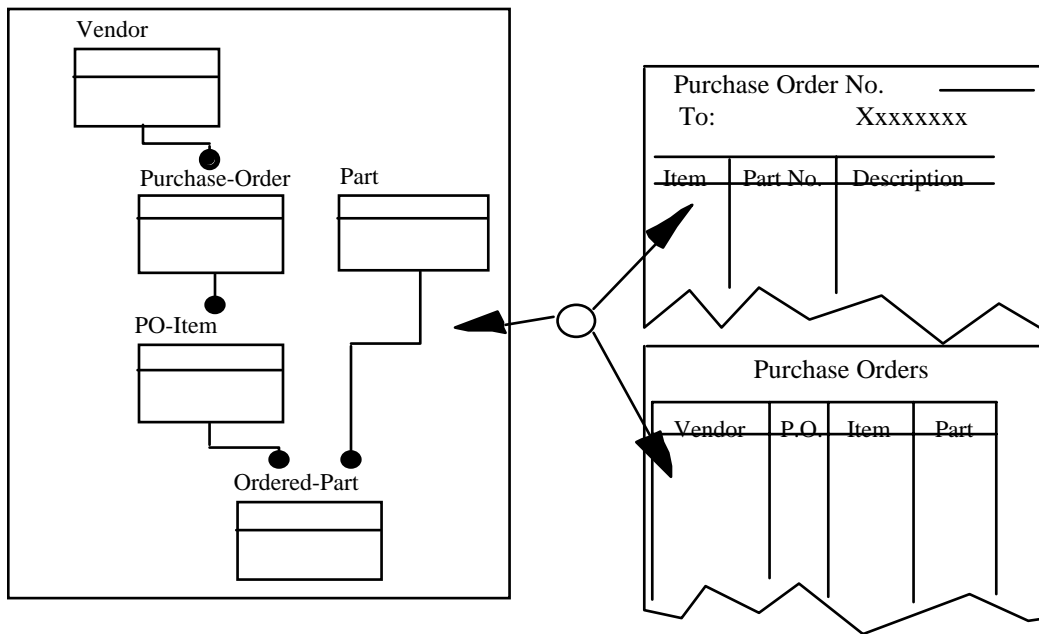 Vendor
Purchase-Order
Part
PO-Item
Ordered-Part
Purchase Order No.
To: Xxxxxxxx
Item Part No. Description
Purchase Orders
Vendor P.O. Item Part